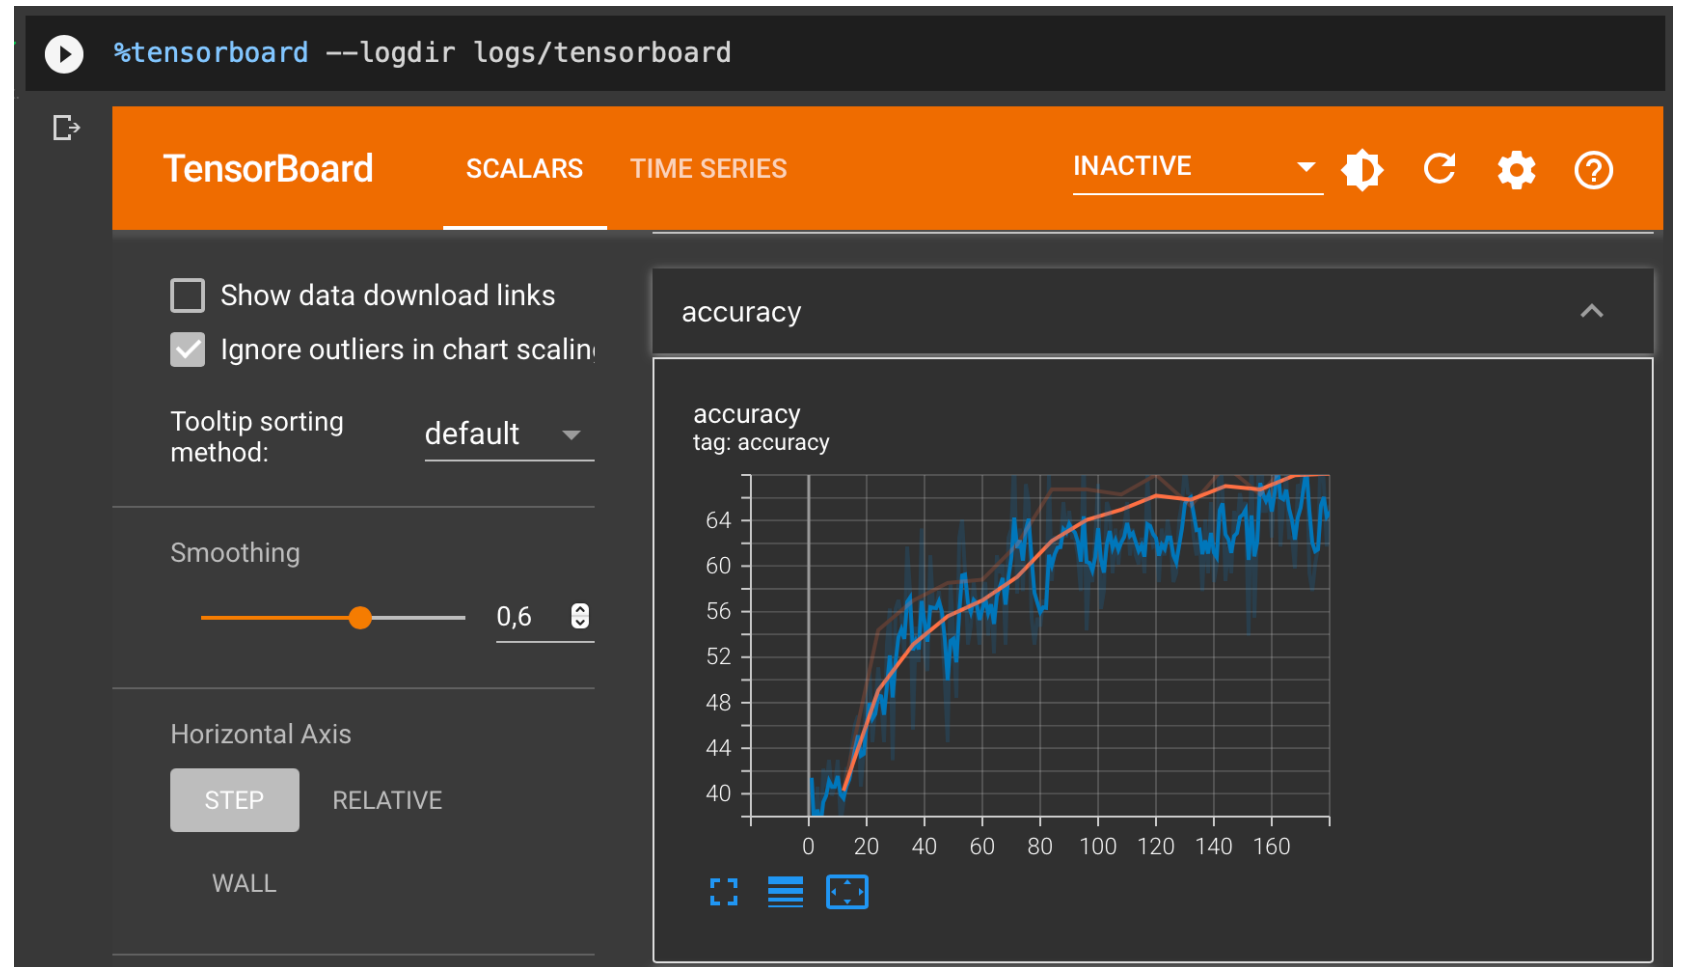 %tensorboard --logdir logs/tensorboard
TensorBoard SCALARS TIME SERIES INACTIVE
Show data download links
Ignore outliers in chart scaling
Tooltip sorting
method:
default
Smoothing
0,6
Horizontal Axis
STEP RELATIVE
WALL
accuracy
accuracy
tag: accuracy
64
60
56
52
48
44
40
0 20 40 60 80 100 120 140 160